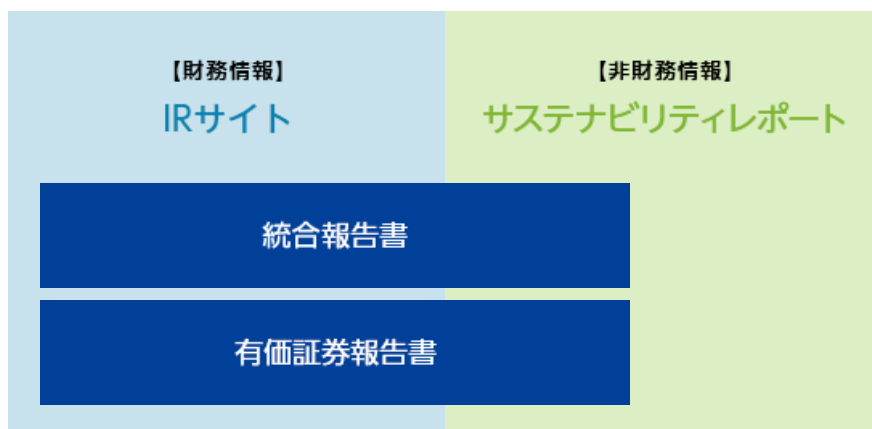 【財務情報】
IRサイト
【非財務情報】
サステナビリティレポート
統合報告書
有価証券報告書